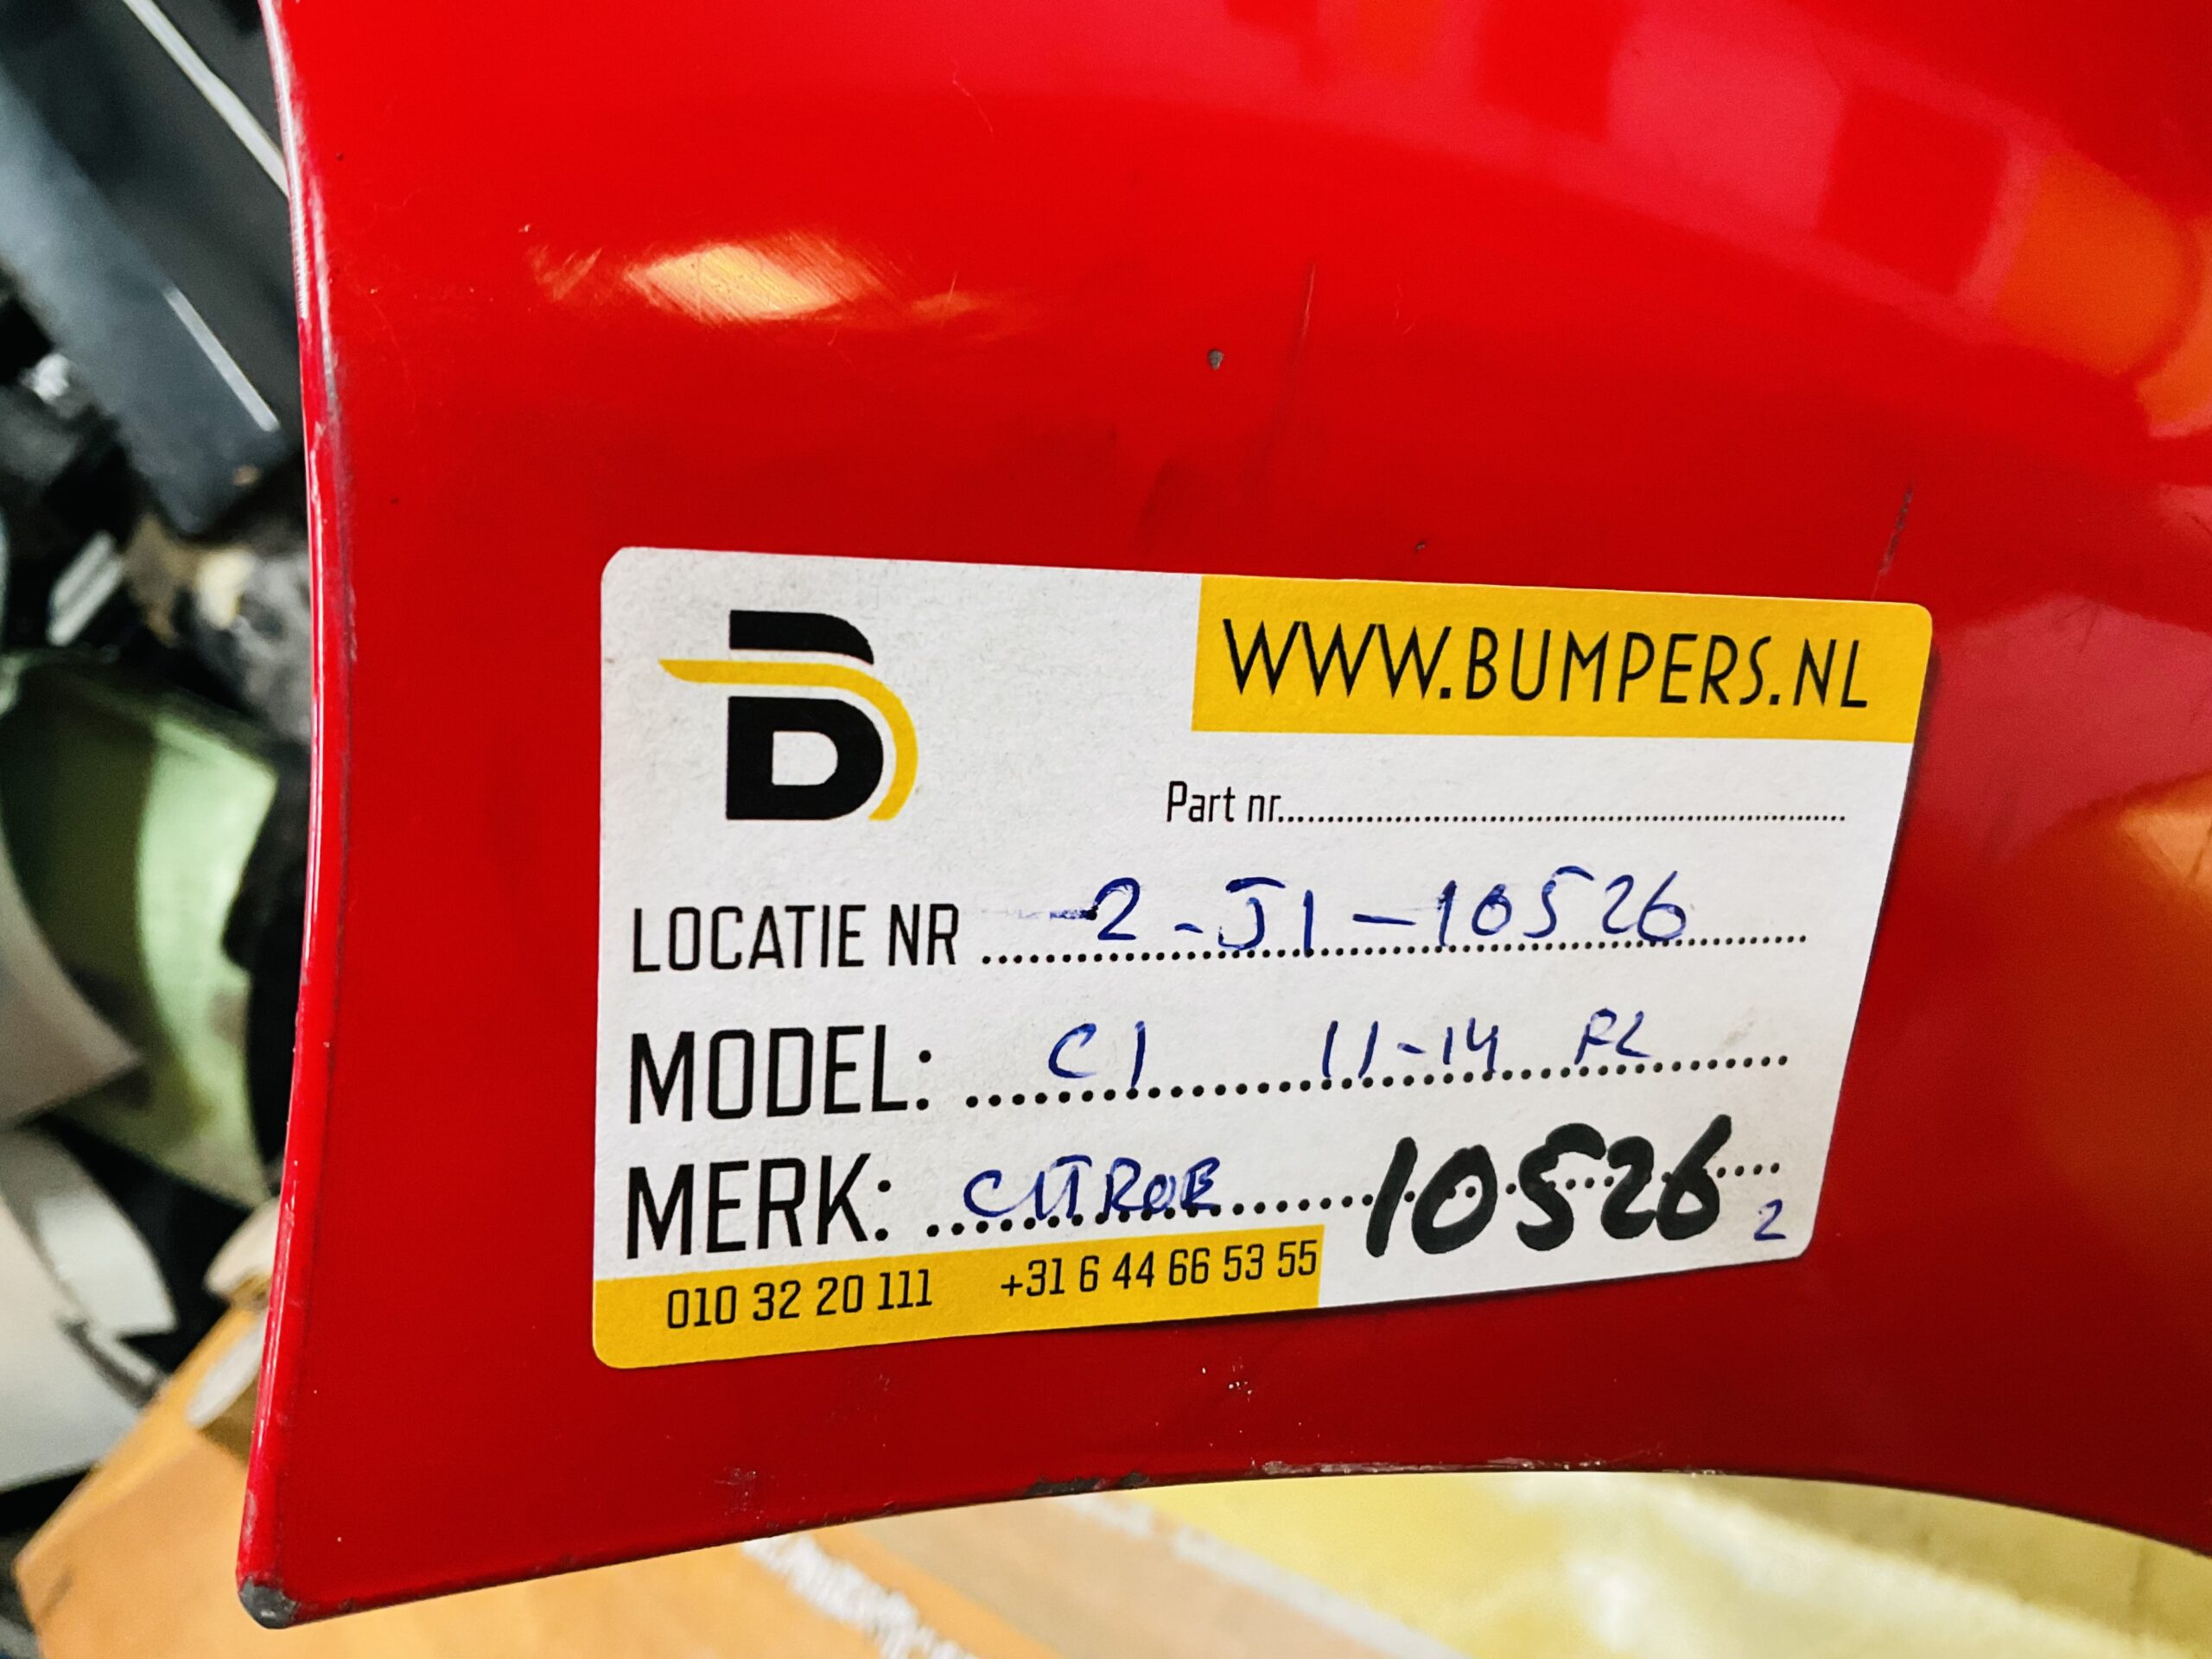 B
WWW.BUMPERS.NL
Part nr.
LOCATIE NR -2-J1-10526
MODEL: C1 11-14 FL
MERK: CITROE 10526 2
010 32 20 111 +31 6 44 66 53 55